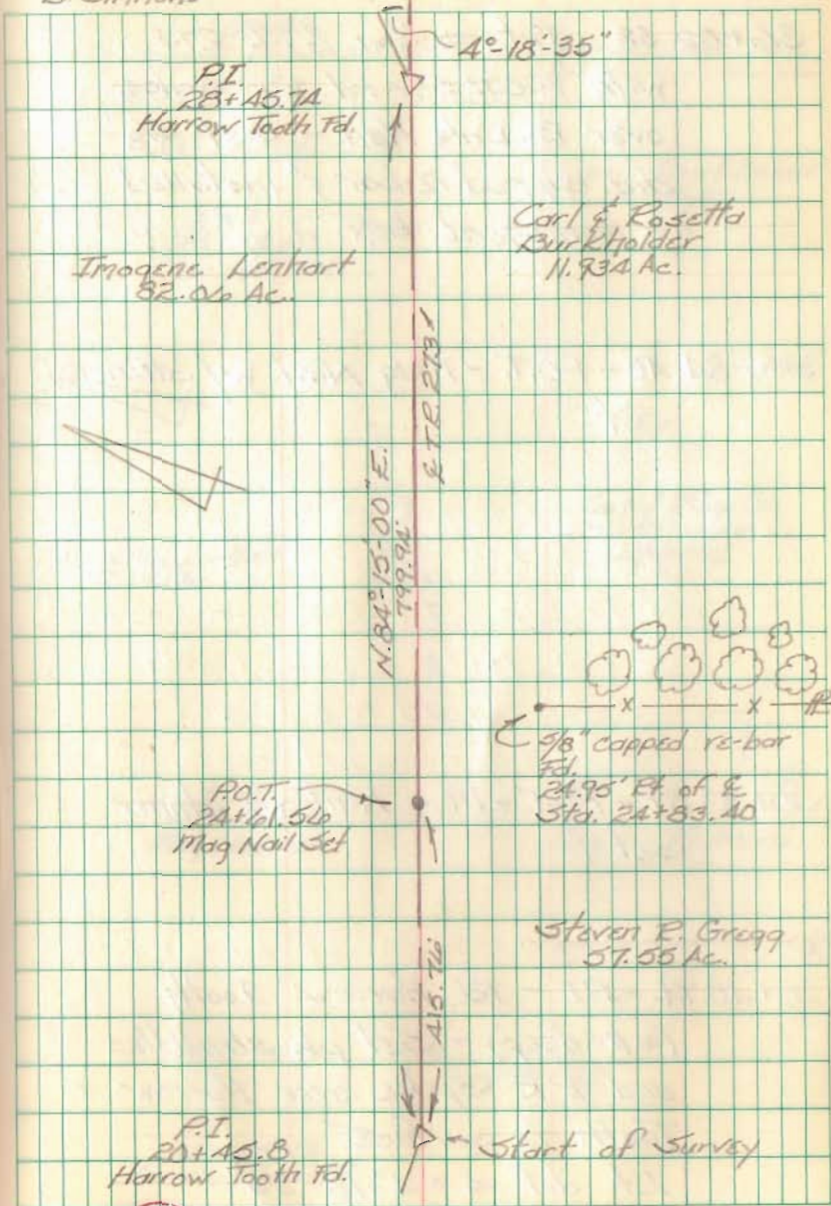 4°-18'-35"
P.I.
28+45.74
Harrow Tooth Fd.
Carl & Rosetta
Burkholder
11.934 Ac.
Imogene Lenhart
82.06 Ac.
℄ T.R. 273
N.84°-15'-00" E.
799.94'
5/8" capped re-bar
Fd.
24.95' Rt. of ℄
Sta. 24+83.40
P.O.T.
24+61.56
Mag Nail Set
Steven R. Gregg
57.55 Ac.
415.76'
P.I.
20+45.8
Harrow Tooth Fd.
Start of Survey